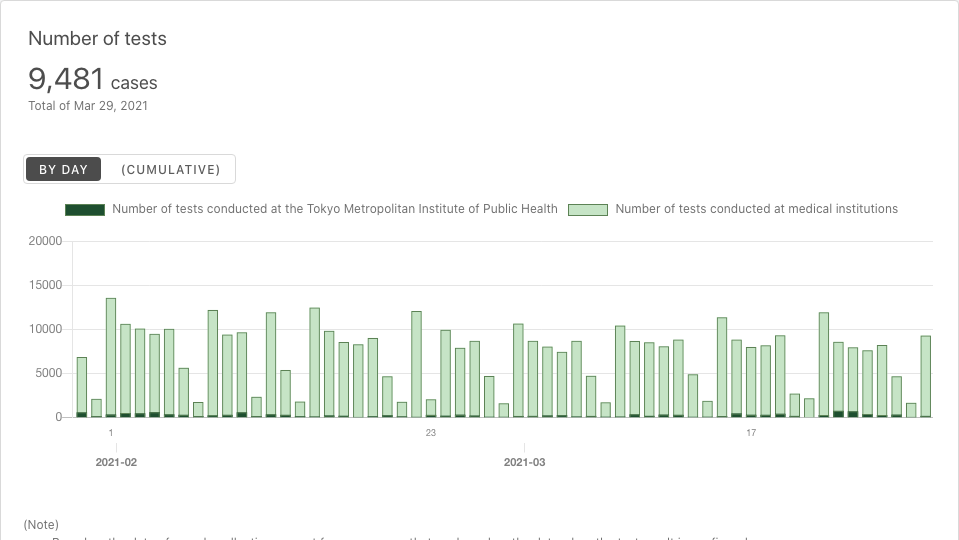 Number of tests
9,481 cases
Total of Mar 29, 2021
BY DAY (CUMULATIVE)
Number of tests conducted at the Tokyo Metropolitan Institute of Public Health Number of tests conducted at medical institutions
20000
15000
10000
5000
0
1 23 17
2021-02 2021-03
(Note)